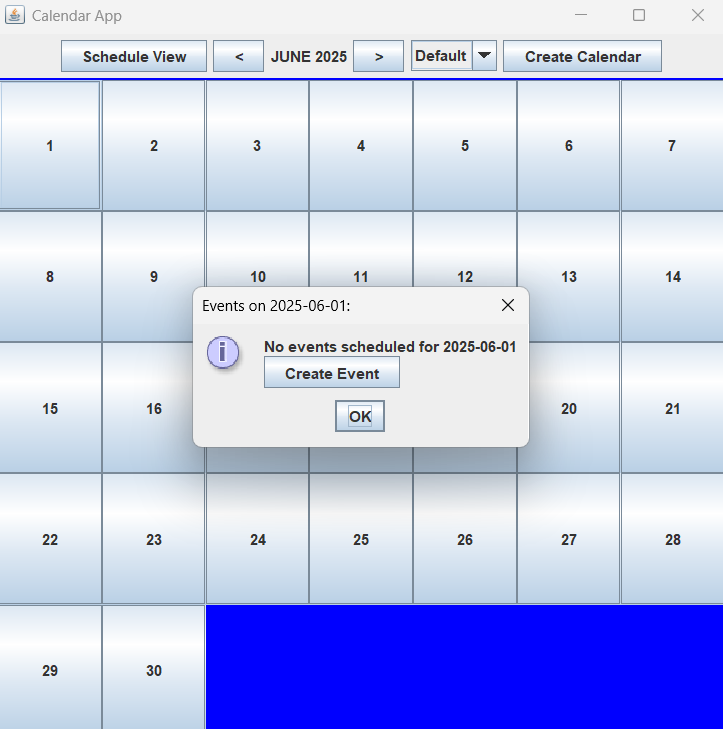 Calendar App
Schedule View < JUNE 2025 > Default Create Calendar
1 2 3 4 5 6 7
8 9 10 11 12 13 14
Events on 2025-06-01:
i No events scheduled for 2025-06-01
Create Event
15 16 20 21
OK
22 23 24 25 26 27 28
29 30